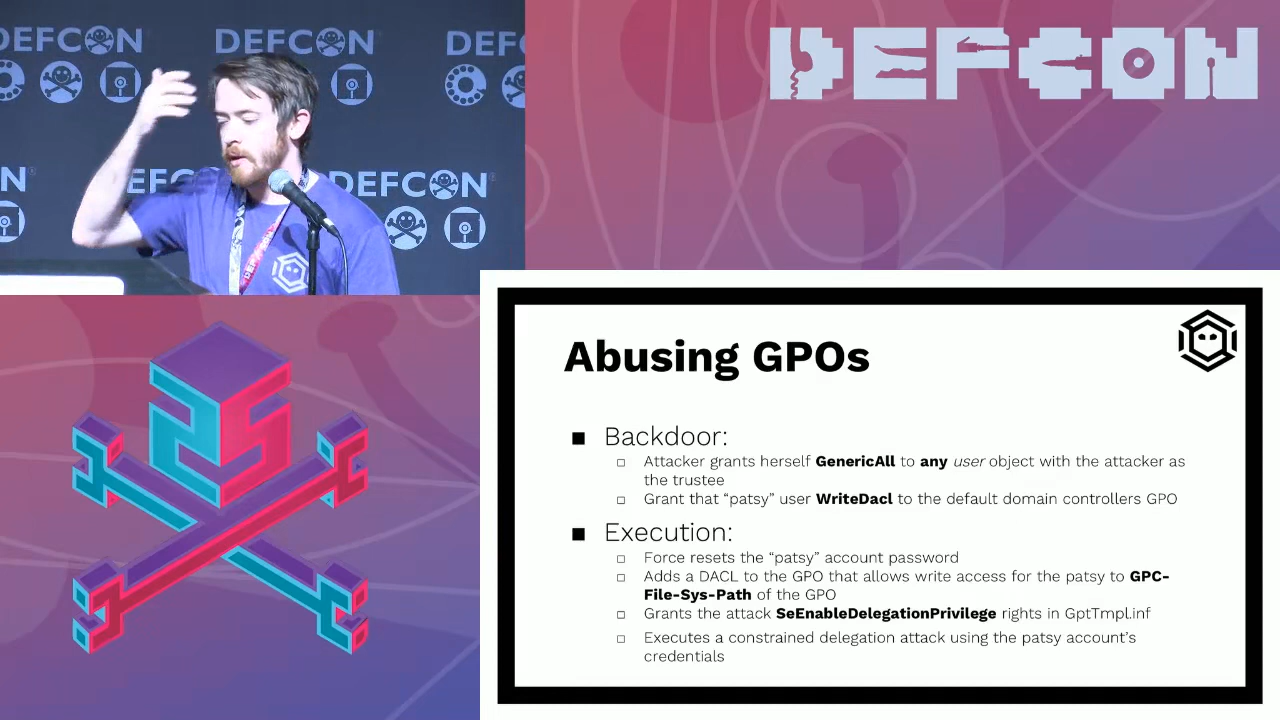 DEFCON
DEFCON
DEFC
N
DEFCON
DEFCON
DEFCON
DEFCON
Abusing GPOs
Backdoor:
Attacker grants herself GenericAll to any user object with the attacker as
the trustee
Grant that “patsy” user WriteDacl to the default domain controllers GPO
Execution:
Force resets the “patsy” account password
Adds a DACL to the GPO that allows write access for the patsy to GPC-
File-Sys-Path of the GPO
Grants the attack SeEnableDelegationPrivilege rights in GptTmpl.inf
Executes a constrained delegation attack using the patsy account’s
credentials